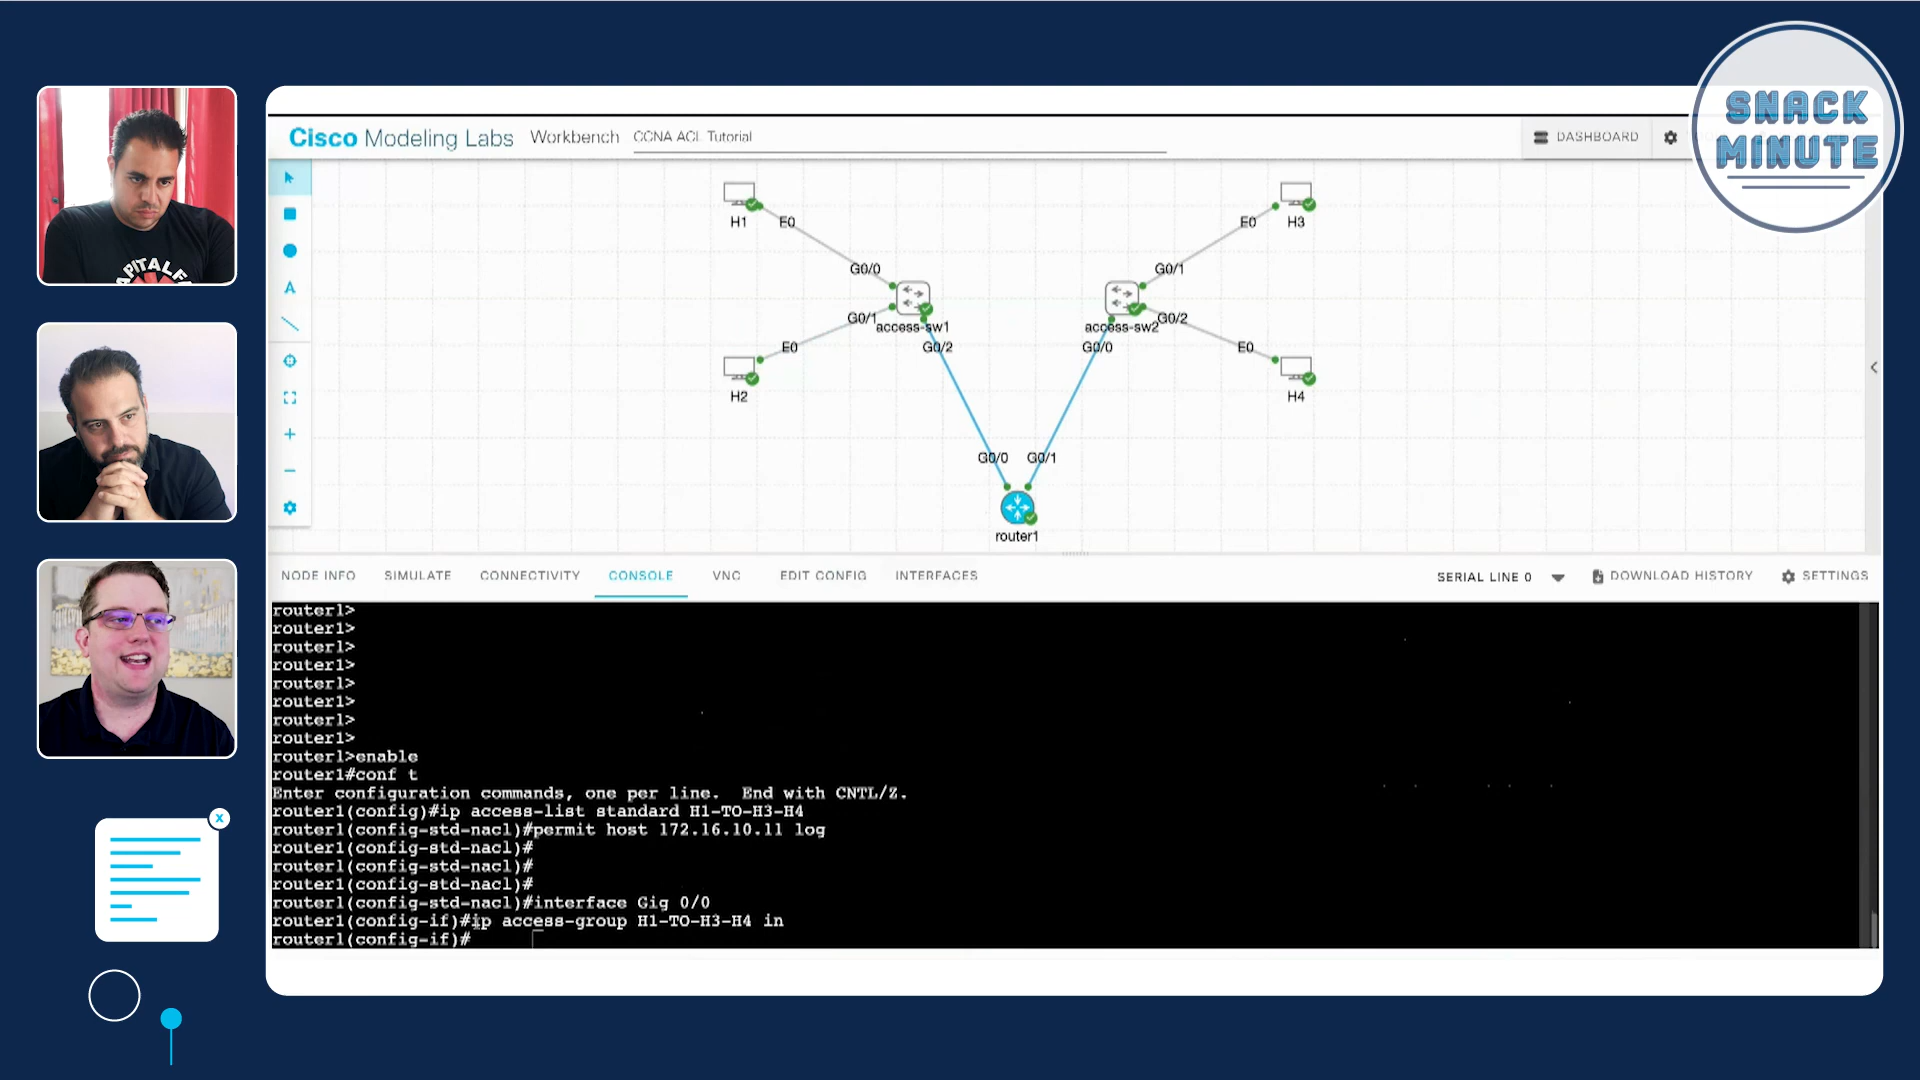 SNACK
MINUTE
Cisco Modeling Labs Workbench CCNA ACL Tutorial
DASHBOARD
H1
E0
G0/0
G0/1
access-sw1
G0/2
E0
H2
E0
H3
G0/1
access-sw2
G0/2
G0/0
E0
H4
G0/0 G0/1
router1
A
NODE INFO SIMULATE CONNECTIVITY CONSOLE VNC EDIT CONFIG INTERFACES
SERIAL LINE 0 DOWNLOAD HISTORY SETTINGS
router1>
router1>
router1>
router1>
router1>
router1>
router1>
router1>
router1>enable
router1#conf t
Enter configuration commands, one per line. End with CNTL/Z.
router1(config)#ip access-list standard H1-TO-H3-H4
router1(config-std-nacl)#permit host 172.16.10.11 log
router1(config-std-nacl)#
router1(config-std-nacl)#
router1(config-std-nacl)#
router1(config-std-nacl)#interface Gig 0/0
router1(config-if)#ip access-group H1-TO-H3-H4 in
router1(config-if)#
X